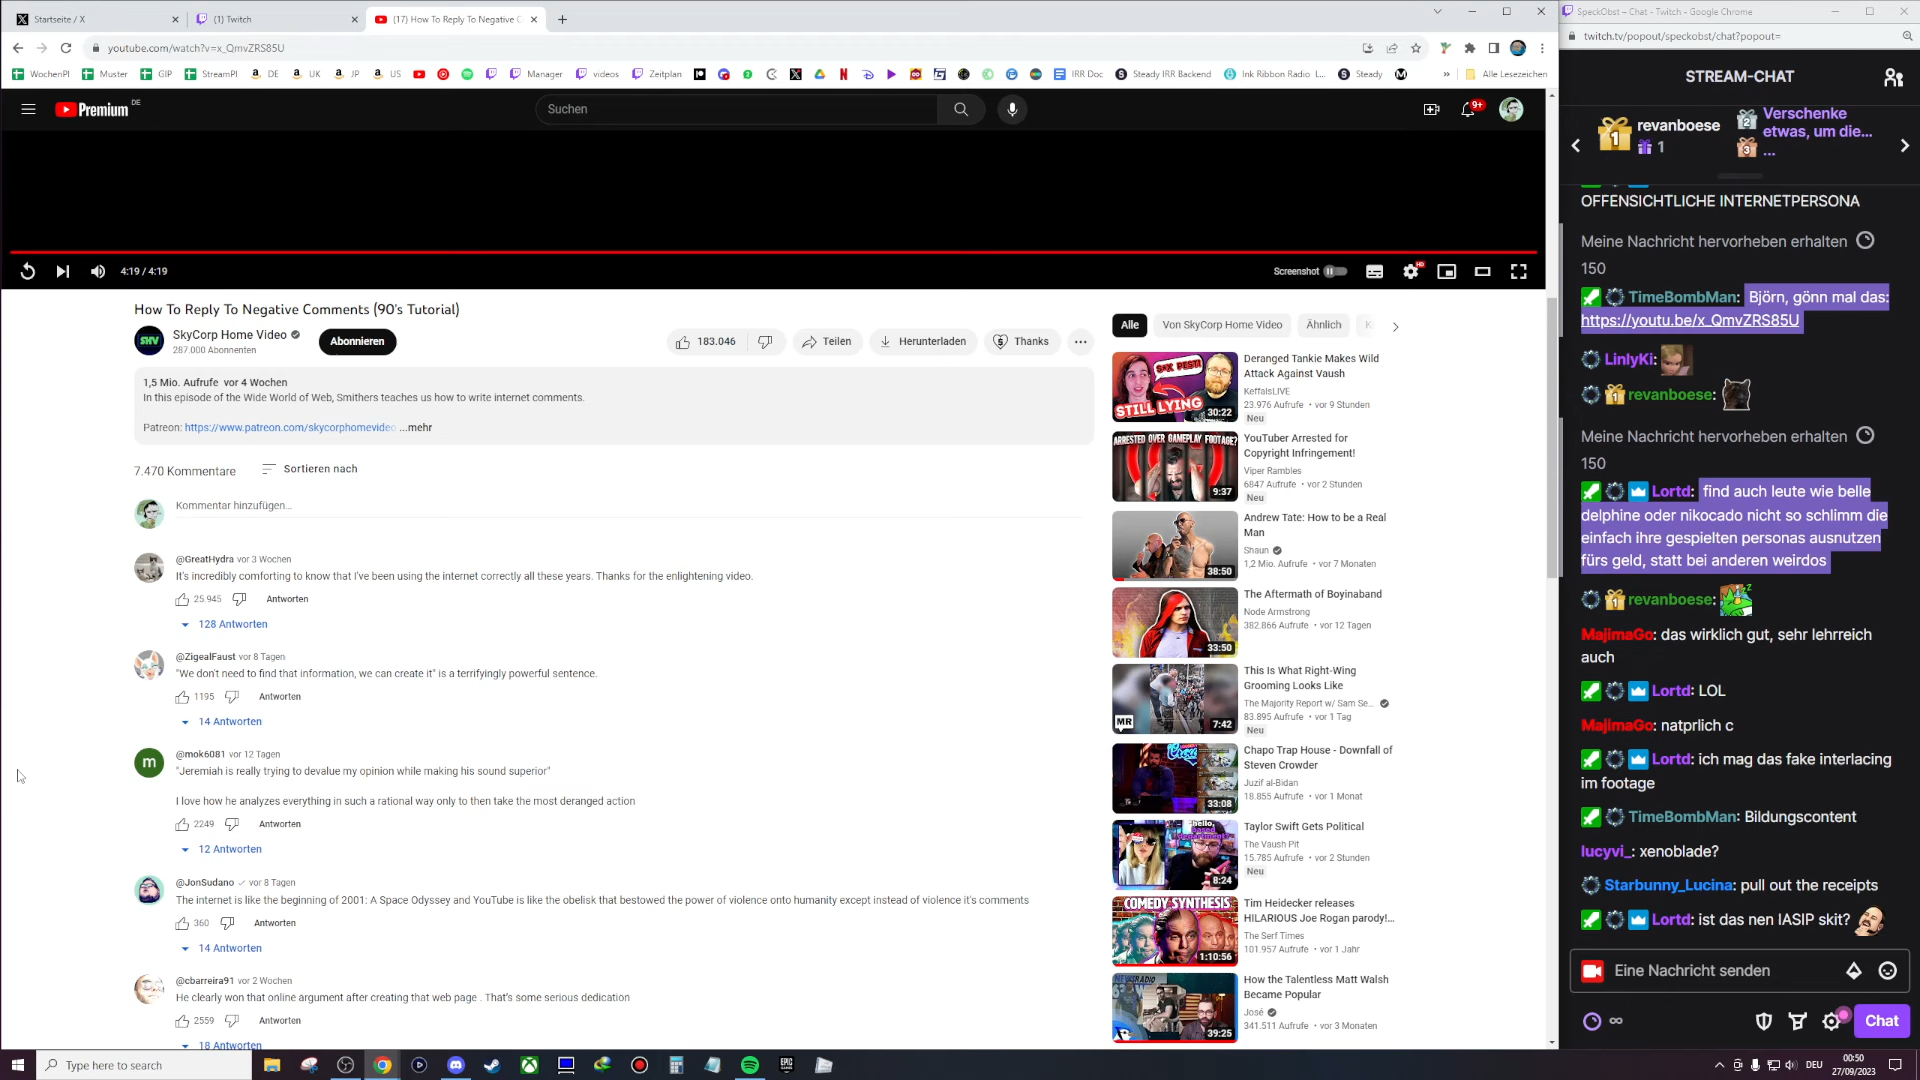 Startseite / X
(1) Twitch
(17) How To Reply To Negative C
SpeckObst – Chat - Twitch - Google Chrome
youtube.com/watch?v=x_QmvZRS85U
twitch.tv/popout/speckobst/chat?popout=
WochenPl
Muster
GIP
StreamPl
DE
UK
JP
US
Manager
videos
Zeitplan
IRR Doc
Steady IRR Backend
Ink Ribbon Radio L...
Steady
»
Alle Lesezeichen
Premium DE
Suchen
9+
STREAM-CHAT
1
revanboese
1
2
3
Verschenke
etwas, um die...
...
4:19 / 4:19
Screenshot
HD
How To Reply To Negative Comments (90's Tutorial)
SHV
SkyCorp Home Video
287.000 Abonnenten
Abonnieren
183.046
Teilen
Herunterladen
Thanks
1,5 Mio. Aufrufe vor 4 Wochen
In this episode of the Wide World of Web, Smithers teaches us how to write internet comments.
Patreon: https://www.patreon.com/skycorphomevideo ...mehr
7.470 Kommentare
Sortieren nach
Kommentar hinzufügen...
@GreatHydra vor 3 Wochen
It's incredibly comforting to know that I've been using the internet correctly all these years. Thanks for the enlightening video.
25.945
Antworten
128 Antworten
@ZigealFaust vor 8 Tagen
"We don't need to find that information, we can create it" is a terrifyingly powerful sentence.
1195
Antworten
14 Antworten
m
@mok6081 vor 12 Tagen
"Jeremiah is really trying to devalue my opinion while making his sound superior"
I love how he analyzes everything in such a rational way only to then take the most deranged action
2249
Antworten
12 Antworten
@JonSudano vor 8 Tagen
The internet is like the beginning of 2001: A Space Odyssey and YouTube is like the obelisk that bestowed the power of violence onto humanity except instead of violence it's comments
360
Antworten
14 Antworten
@cbarreira91 vor 2 Wochen
He clearly won that online argument after creating that web page . That's some serious dedication
2559
Antworten
18 Antworten
Alle
Von SkyCorp Home Video
Ähnlich
S*X PEST!
STILL LYING
30:22
Deranged Tankie Makes Wild
Attack Against Vaush
KeffalsLIVE
23.976 Aufrufe • vor 9 Stunden
Neu
ARRESTED OVER GAMEPLAY FOOTAGE?
9:37
YouTuber Arrested for
Copyright Infringement!
Viper Rambles
6847 Aufrufe • vor 2 Stunden
Neu
38:50
Andrew Tate: How to be a Real
Man
Shaun
1,2 Mio. Aufrufe • vor 7 Monaten
33:50
The Aftermath of Boyinaband
Node Armstrong
382.866 Aufrufe • vor 12 Tagen
MR
7:42
This Is What Right-Wing
Grooming Looks Like
The Majority Report w/ Sam Se...
83.895 Aufrufe • vor 1 Tag
Neu
33:08
Chapo Trap House - Downfall of
Steven Crowder
Juzif al-Bidan
18.855 Aufrufe • vor 1 Monat
8:24
Taylor Swift Gets Political
The Vaush Pit
15.785 Aufrufe • vor 2 Stunden
Neu
COMEDY SYNTHESIS
1:10:56
Tim Heidecker releases
HILARIOUS Joe Rogan parody!...
The Serf Times
101.957 Aufrufe • vor 1 Jahr
39:25
How the Talentless Matt Walsh
Became Popular
José
341.511 Aufrufe • vor 3 Monaten
OFFENSICHTLICHE INTERNETPERSONA
Meine Nachricht hervorheben erhalten
150
TimeBombMan: Björn, gönn mal das:
https://youtu.be/x_QmvZRS85U
LinlyKi:
revanboese:
Meine Nachricht hervorheben erhalten
150
Lortd: find auch leute wie belle
delphine oder nikocado nicht so schlimm die
einfach ihre gespielten personas ausnutzen
fürs geld, statt bei anderen weirdos
revanboese:
MajimaGo: das wirklich gut, sehr lehrreich
auch
Lortd: LOL
MajimaGo: natprlich c
Lortd: ich mag das fake interlacing
im footage
TimeBombMan: Bildungscontent
lucyvi_: xenoblade?
Starbunny_Lucina: pull out the receipts
Lortd: ist das nen IASIP skit?
Eine Nachricht senden
∞
Chat
Type here to search
DEU
00:50
27/09/2023